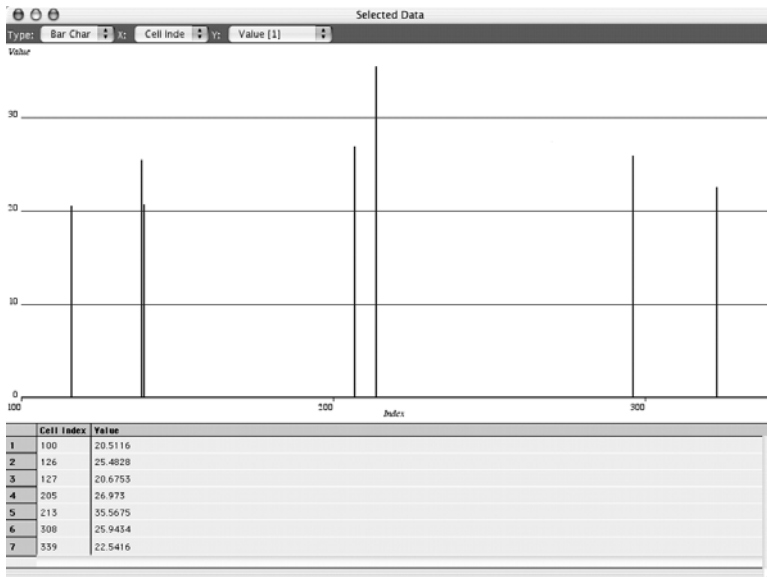 Selected Data
Type: Bar Char X: Cell Inde Y: Value [1]
Value
30
20
10
0
100 200 300
Index
Cell Index Value
1 100 20.5116
2 126 25.4828
3 127 20.6753
4 205 26.973
5 213 35.5675
6 308 25.9434
7 339 22.5416